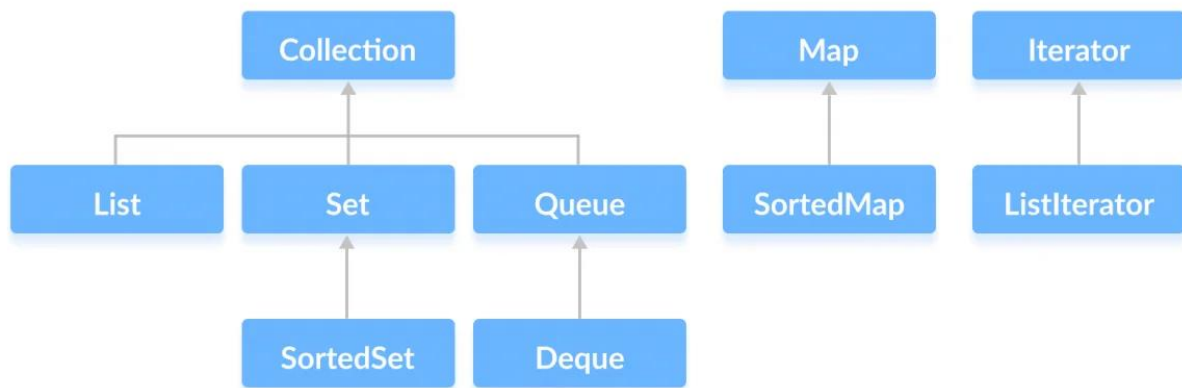 Collection
Map
Iterator
List
Set
Queue
SortedMap
ListIterator
SortedSet
Deque